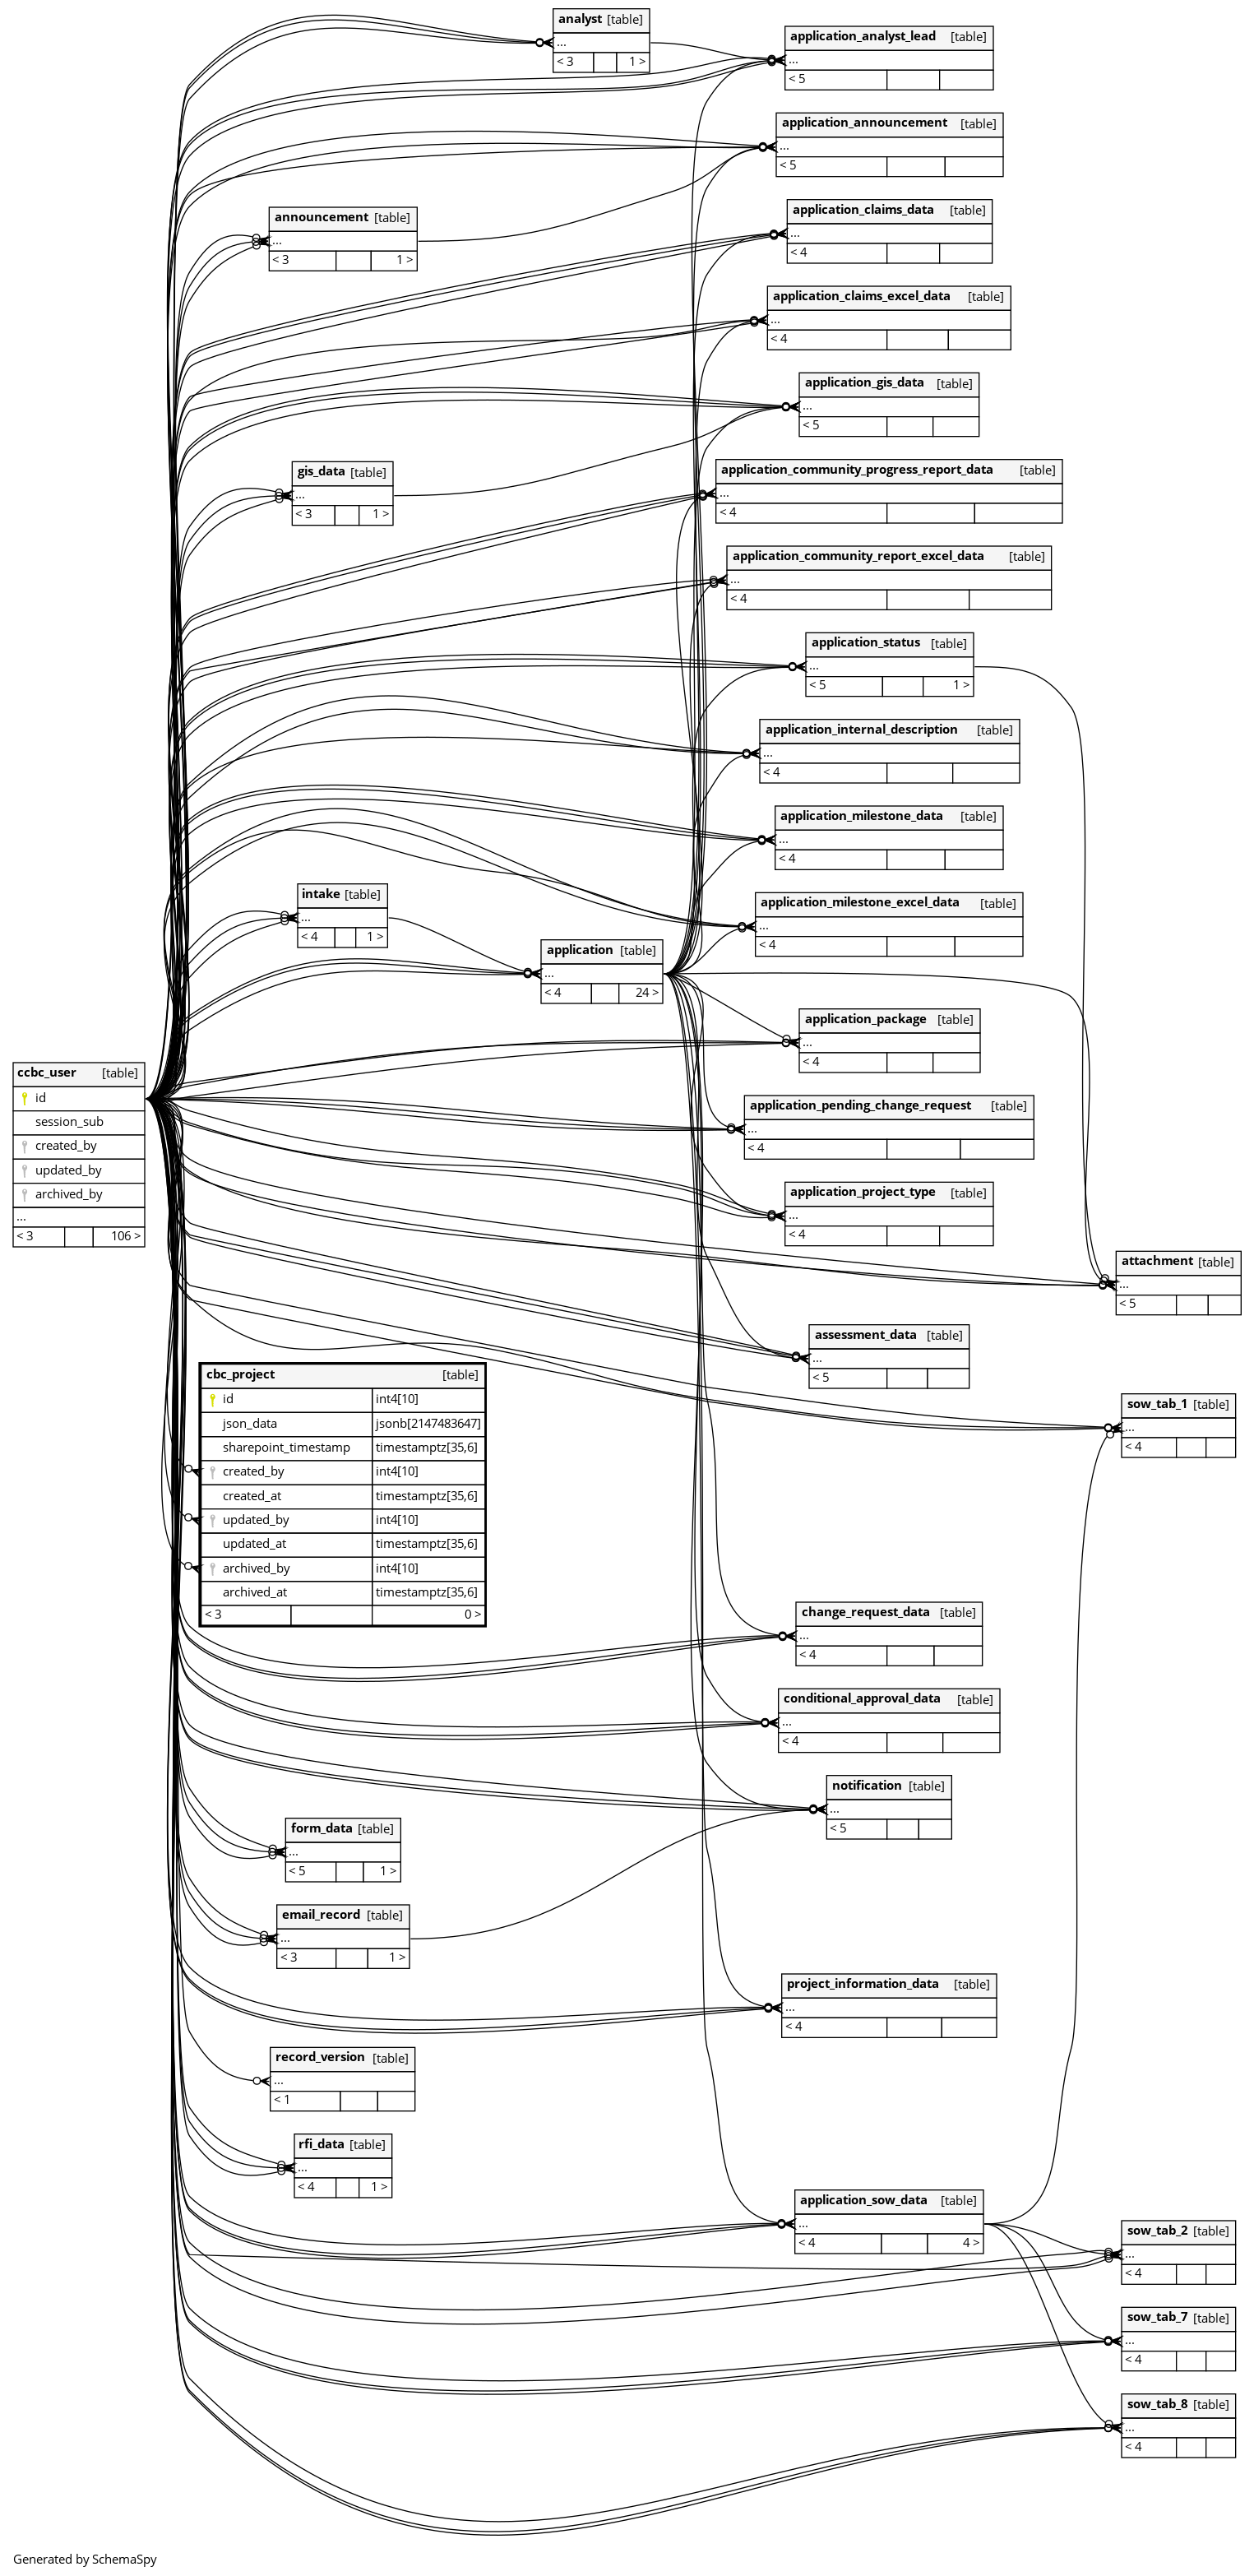 analyst [table]
...
< 3 1 >
application_analyst_lead [table]
...
< 5
application_announcement [table]
...
< 5
application_claims_data [table]
...
< 4
announcement [table]
...
< 3 1 >
application_claims_excel_data [table]
...
< 4
application_gis_data [table]
...
< 5
gis_data [table]
...
< 3 1 >
application_community_progress_report_data [table]
...
< 4
application_community_report_excel_data [table]
...
< 4
application_status [table]
...
< 5 1 >
application_internal_description [table]
...
< 4
application_milestone_data [table]
...
< 4
intake [table]
...
< 4 1 >
application_milestone_excel_data [table]
...
< 4
application [table]
...
< 4 24 >
application_package [table]
...
< 4
ccbc_user [table]
id
session_sub
created_by
updated_by
archived_by
...
< 3 106 >
application_pending_change_request [table]
...
< 4
application_project_type [table]
...
< 4
attachment [table]
...
< 5
assessment_data [table]
...
< 5
cbc_project [table]
id int4[10]
json_data jsonb[2147483647]
sharepoint_timestamp timestamptz[35,6]
created_by int4[10]
created_at timestamptz[35,6]
updated_by int4[10]
updated_at timestamptz[35,6]
archived_by int4[10]
archived_at timestamptz[35,6]
< 3 0 >
sow_tab_1 [table]
...
< 4
change_request_data [table]
...
< 4
conditional_approval_data [table]
...
< 4
notification [table]
...
< 5
form_data [table]
...
< 5 1 >
email_record [table]
...
< 3 1 >
project_information_data [table]
...
< 4
record_version [table]
...
< 1
rfi_data [table]
...
< 4 1 >
application_sow_data [table]
...
< 4 4 >
sow_tab_2 [table]
...
< 4
sow_tab_7 [table]
...
< 4
sow_tab_8 [table]
...
< 4
Generated by SchemaSpy